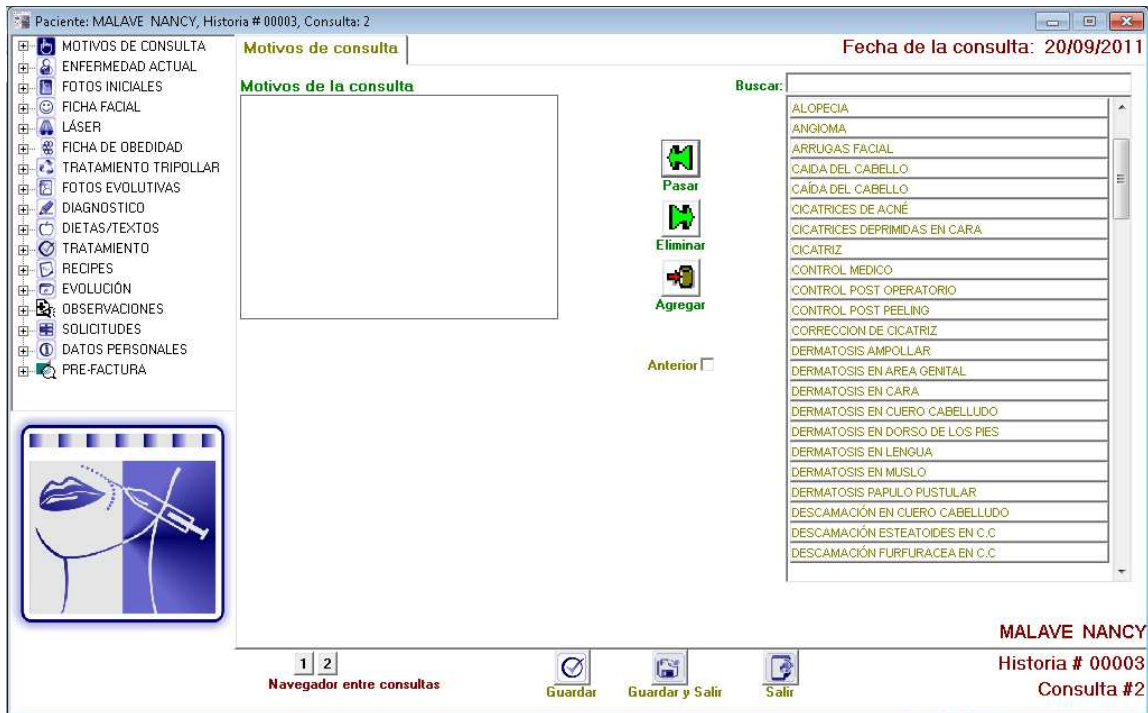 Paciente: MALAVE NANCY, Historia # 00003, Consulta: 2
MOTIVOS DE CONSULTA
ENFERMEDAD ACTUAL
FOTOS INICIALES
FICHA FACIAL
LÁSER
FICHA DE OBEDIDAD
TRATAMIENTO TRIPOLLAR
FOTOS EVOLUTIVAS
DIAGNOSTICO
DIETAS/TEXTOS
TRATAMIENTO
RECIPES
EVOLUCIÓN
OBSERVACIONES
SOLICITUDES
DATOS PERSONALES
PRE-FACTURA
Motivos de consulta
Fecha de la consulta: 20/09/2011
Motivos de la consulta
Pasar
Eliminar
Agregar
Anterior
Buscar:
ALOPECIA
ANGIOMA
ARRUGAS FACIAL
CAIDA DEL CABELLO
CAÍDA DEL CABELLO
CICATRICES DE ACNÉ
CICATRICES DEPRIMIDAS EN CARA
CICATRIZ
CONTROL MEDICO
CONTROL POST OPERATORIO
CONTROL POST PEELING
CORRECCION DE CICATRIZ
DERMATOSIS AMPOLLAR
DERMATOSIS EN AREA GENITAL
DERMATOSIS EN CARA
DERMATOSIS EN CUERO CABELLUDO
DERMATOSIS EN DORSO DE LOS PIES
DERMATOSIS EN LENGUA
DERMATOSIS EN MUSLO
DERMATOSIS PAPULO PUSTULAR
DESCAMACIÓN EN CUERO CABELLUDO
DESCAMACIÓN ESTEATOIDES EN C.C
DESCAMACIÓN FURFURACEA EN C.C
MALAVE NANCY
Historia # 00003
Consulta #2
1 2
Navegador entre consultas
Guardar
Guardar y Salir
Salir